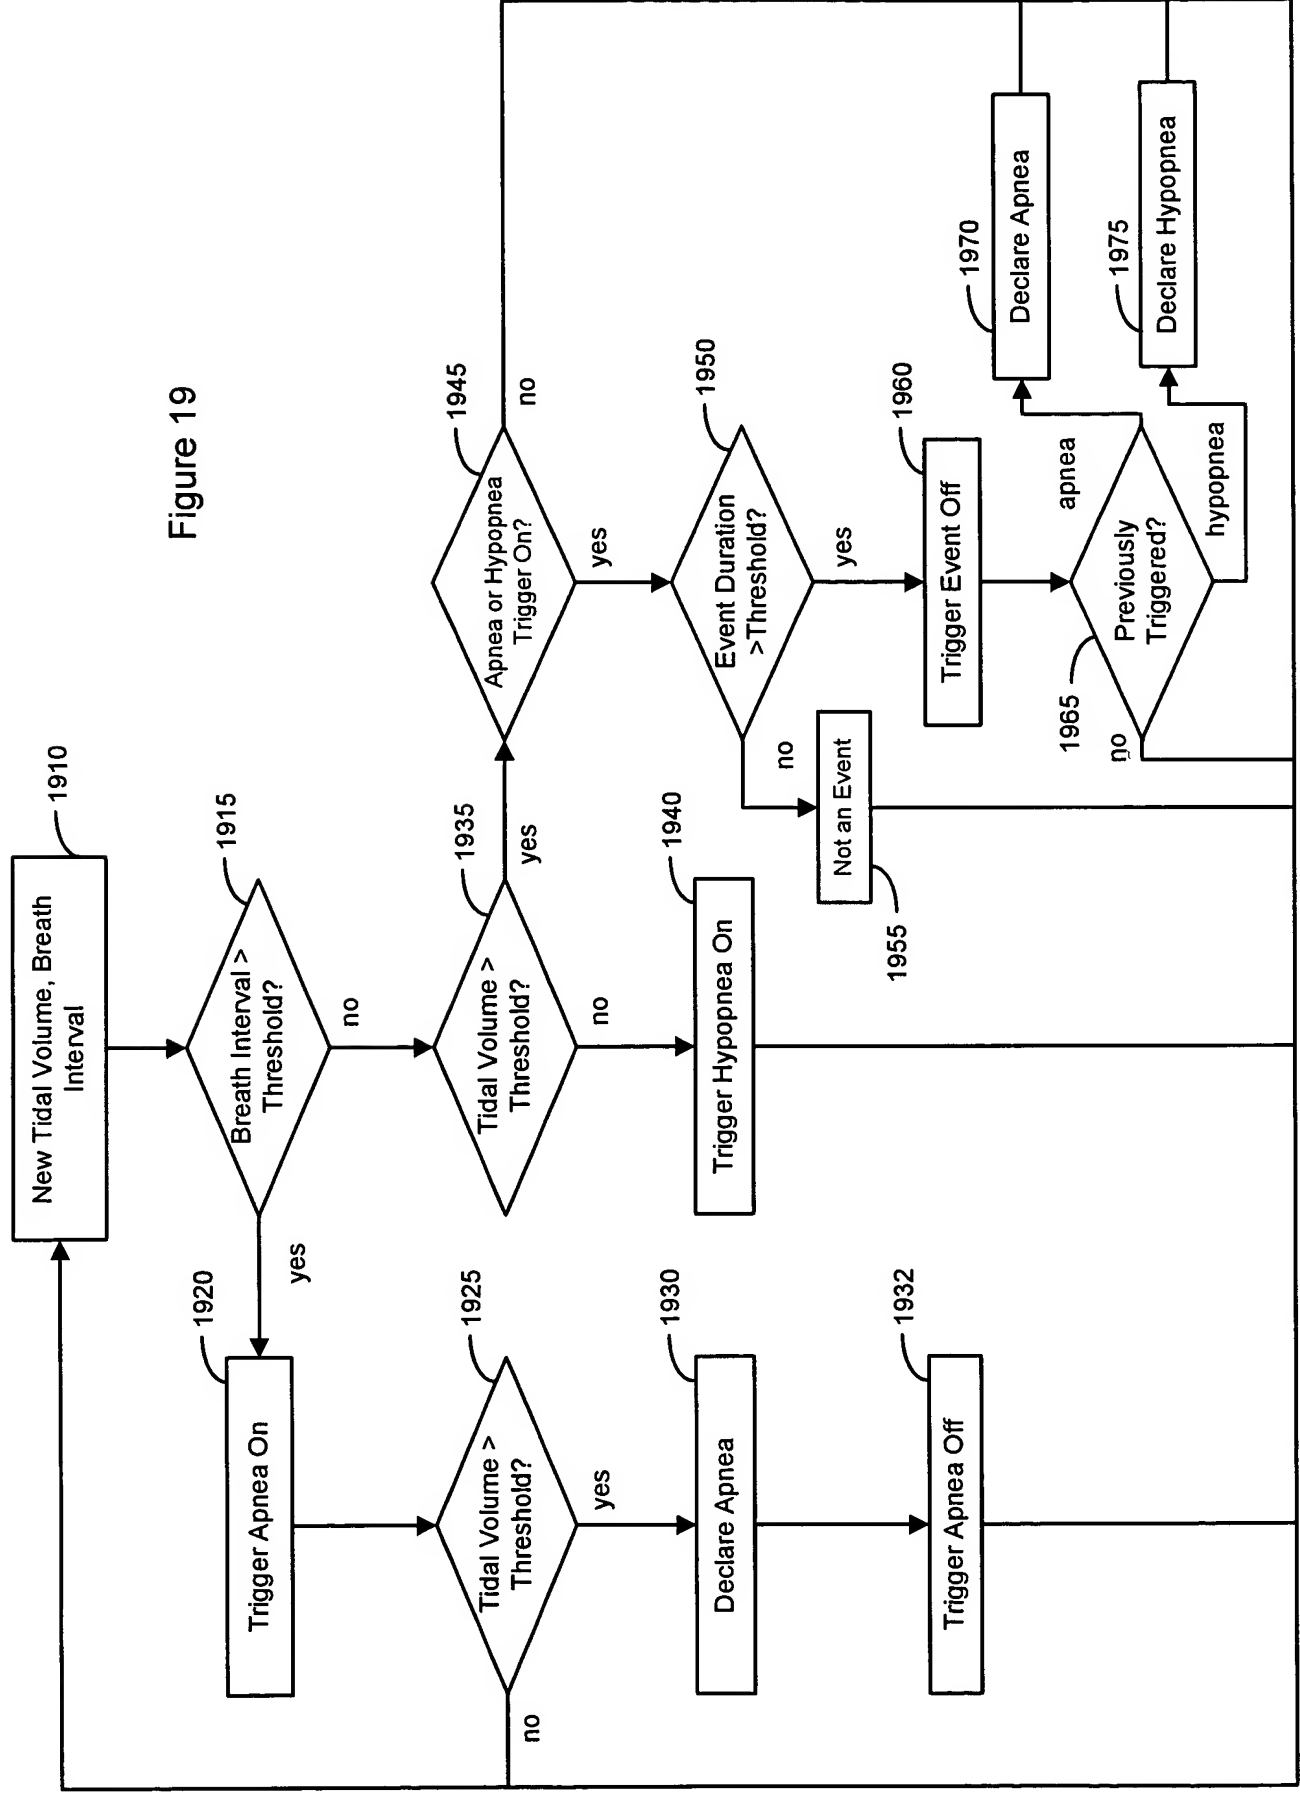 Figure 19
New Tidal Volume, Breath
Interval
1910
Breath Interval >
Threshold?
1915
yes
no
Trigger Apnea On
1920
Tidal Volume >
Threshold?
1925
no
yes
Declare Apnea
1930
Trigger Apnea Off
1932
Tidal Volume >
Threshold?
1935
yes
no
Trigger Hypopnea On
1940
Apnea or Hypopnea
Trigger On?
1945
no
yes
Event Duration
>Threshold?
1950
no
yes
Not an Event
1955
Trigger Event Off
1960
Previously
Triggered?
1965
no
apnea
hypopnea
Declare Apnea
1970
Declare Hypopnea
1975